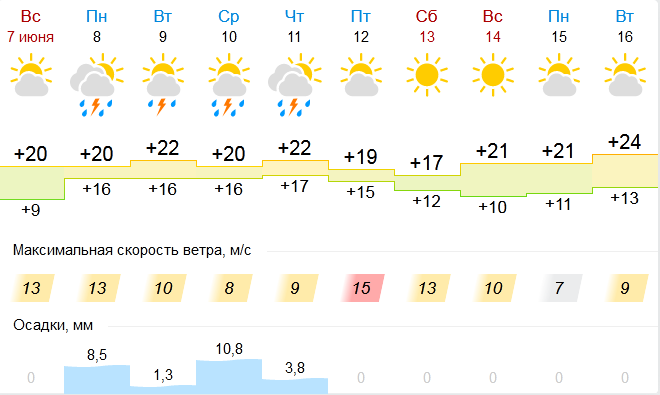 Вс Пн Вт Ср Чт Пт Сб Вс Пн Вт
7 июня 8 9 10 11 12 13 14 15 16
+20 +20 +22 +20 +22 +19 +17 +21 +21 +24
+9 +16 +16 +16 +17 +15 +12 +10 +11 +13
Максимальная скорость ветра, м/с
13 13 10 8 9 15 13 10 7 9
Осадки, мм
0 8,5 1,3 10,8 3,8 0 0 0 0 0